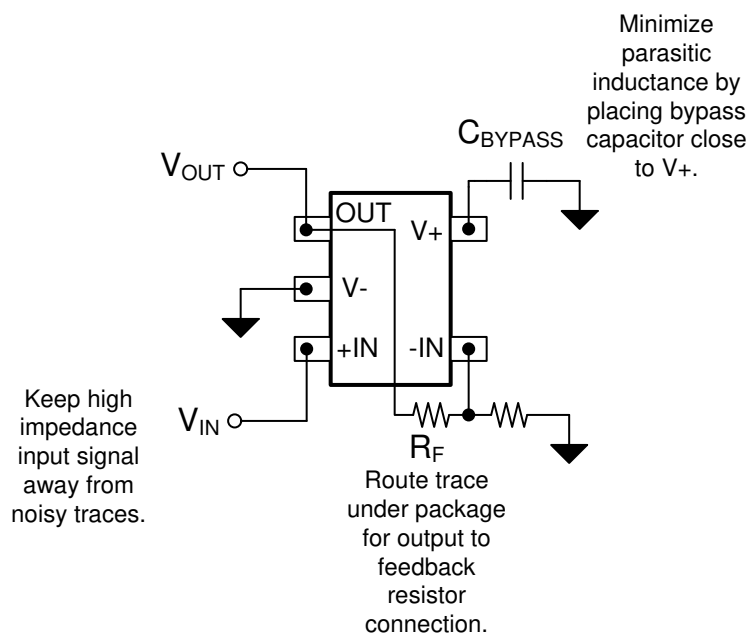 Minimize
parasitic
inductance by
placing bypass
capacitor close
to V+.
CBYPASS
VOUT
OUT
V+
V-
+IN
-IN
Keep high
impedance
input signal
away from
noisy traces.
VIN
RF
Route trace
under package
for output to
feedback
resistor
connection.